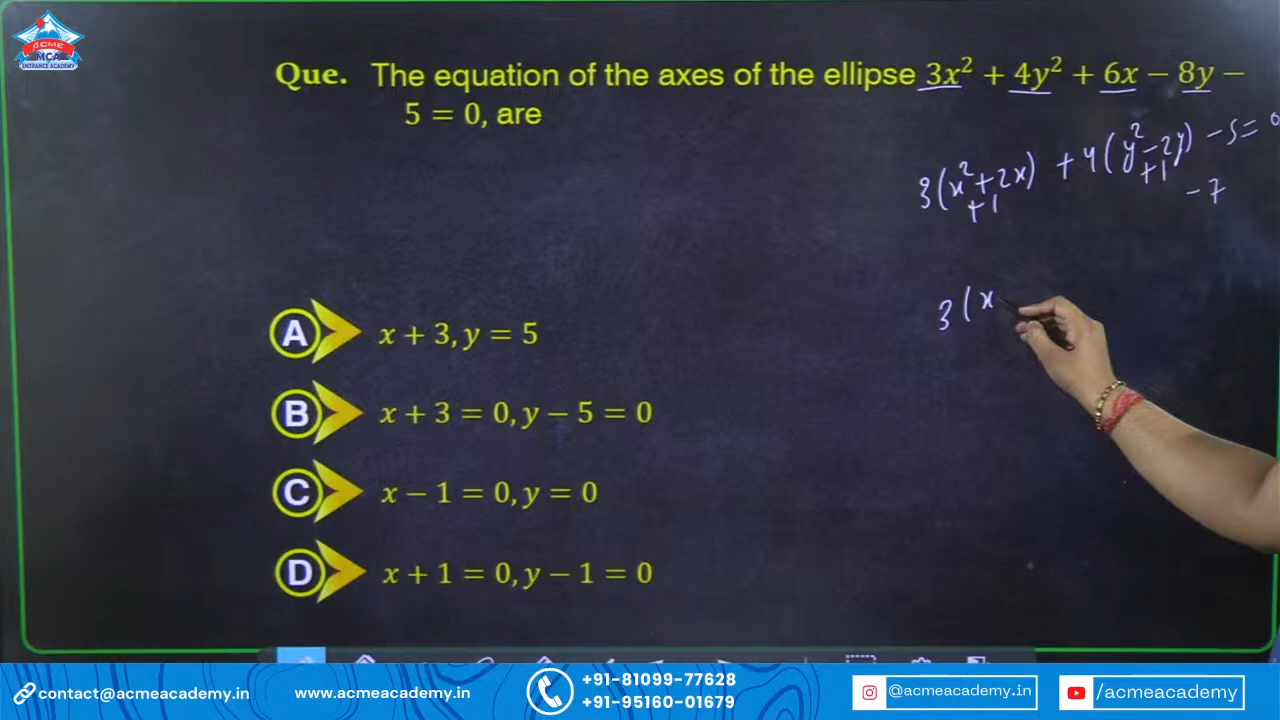 ACME
MCA
ENTRANCE ACADEMY
Que. The equation of the axes of the ellipse 3x² + 4y² + 6x − 8y −
5 = 0, are
3(x²+2x) + 4(y²−2y) −5=0
+1 +1 −7
3(x
A x + 3, y = 5
B x + 3 = 0, y − 5 = 0
C x − 1 = 0, y = 0
D x + 1 = 0, y − 1 = 0
contact@acmeacademy.in
www.acmeacademy.in
+91-81099-77628
+91-95160-01679
@acmeacademy.in
/acmeacademy